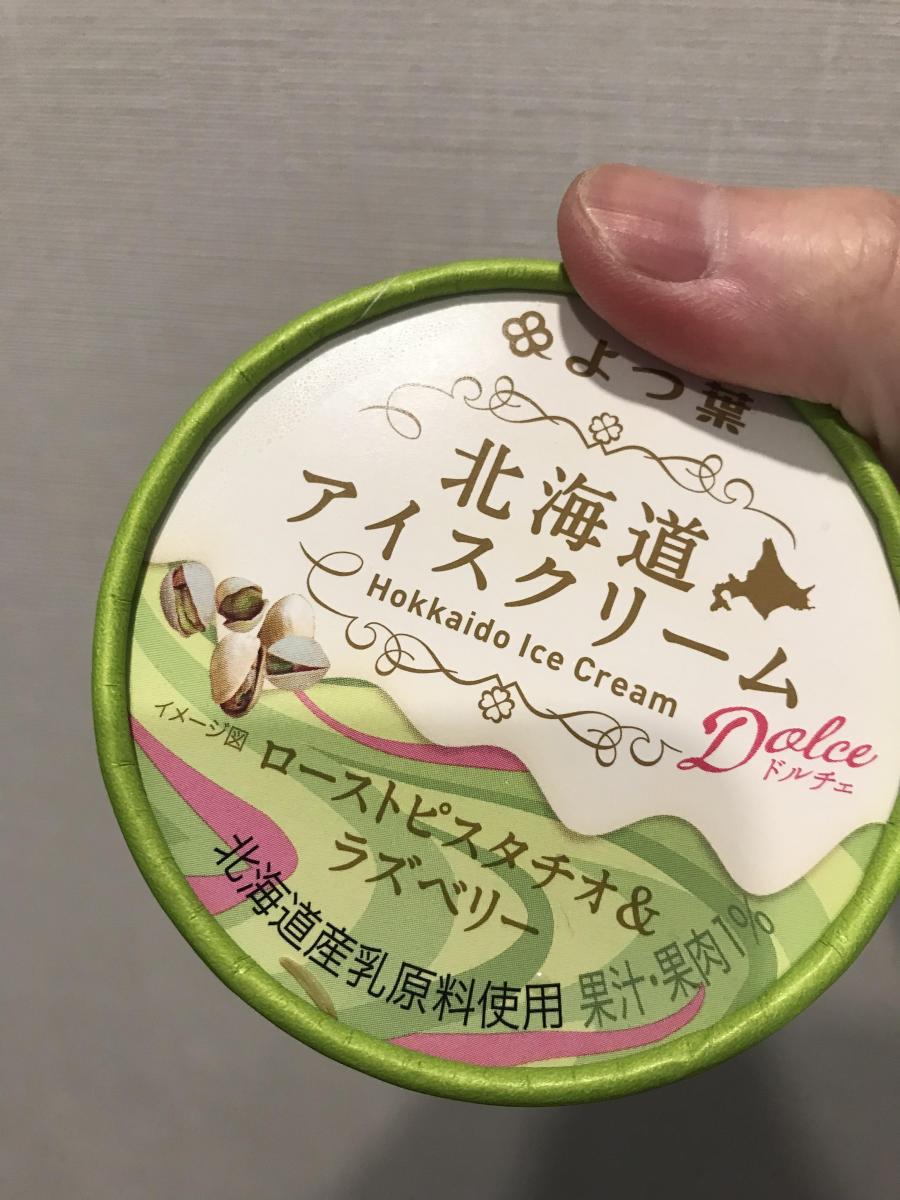 よつ葉
北海道
アイスクリーム
Hokkaido Ice Cream
Dolce
ドルチェ
イメージ図
ローストピスタチオ&
ラズベリー
北海道産乳原料使用 果汁・果肉1%